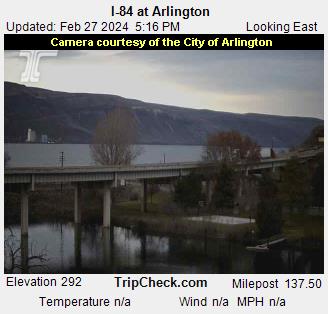 I-84 at Arlington
Updated: Feb 27 2024 5:16 PM Looking East
Camera courtesy of the City of Arlington
Elevation 292 TripCheck.com Milepost 137.50
Temperature n/a Wind n/a MPH n/a